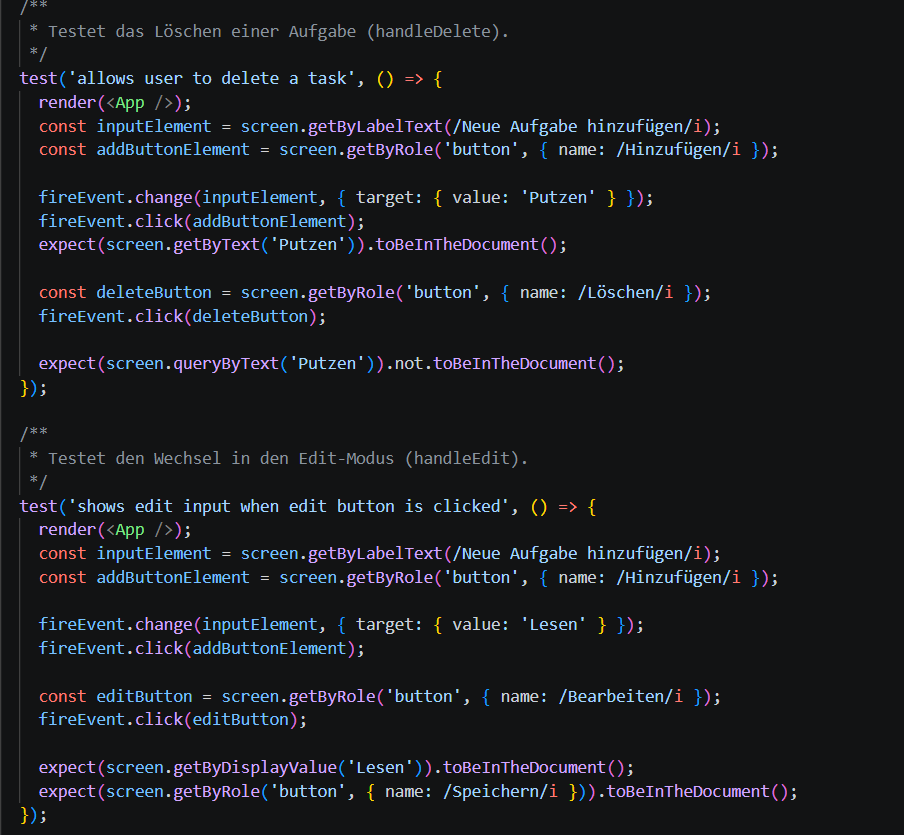 /**
 * Testet das Löschen einer Aufgabe (handleDelete).
 */
test('allows user to delete a task', () => {
  render(<App />);
  const inputElement = screen.getByLabelText(/Neue Aufgabe hinzufügen/i);
  const addButtonElement = screen.getByRole('button', { name: /Hinzufügen/i });

  fireEvent.change(inputElement, { target: { value: 'Putzen' } });
  fireEvent.click(addButtonElement);
  expect(screen.getByText('Putzen')).toBeInTheDocument();

  const deleteButton = screen.getByRole('button', { name: /Löschen/i });
  fireEvent.click(deleteButton);

  expect(screen.queryByText('Putzen')).not.toBeInTheDocument();
});

/**
 * Testet den Wechsel in den Edit-Modus (handleEdit).
 */
test('shows edit input when edit button is clicked', () => {
  render(<App />);
  const inputElement = screen.getByLabelText(/Neue Aufgabe hinzufügen/i);
  const addButtonElement = screen.getByRole('button', { name: /Hinzufügen/i });

  fireEvent.change(inputElement, { target: { value: 'Lesen' } });
  fireEvent.click(addButtonElement);

  const editButton = screen.getByRole('button', { name: /Bearbeiten/i });
  fireEvent.click(editButton);

  expect(screen.getByDisplayValue('Lesen')).toBeInTheDocument();
  expect(screen.getByRole('button', { name: /Speichern/i })).toBeInTheDocument();
});